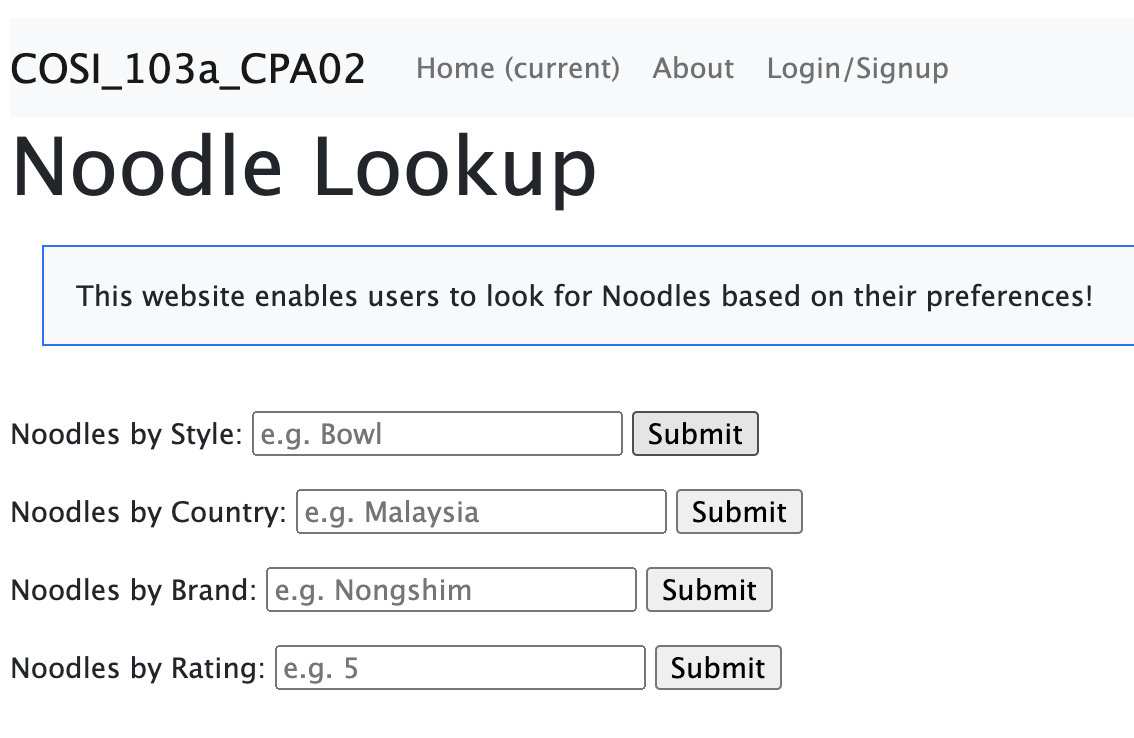 COSI_103a_CPA02 Home (current) About Login/Signup
Noodle Lookup
This website enables users to look for Noodles based on their preferences!
Noodles by Style: e.g. Bowl Submit
Noodles by Country: e.g. Malaysia Submit
Noodles by Brand: e.g. Nongshim Submit
Noodles by Rating: e.g. 5 Submit